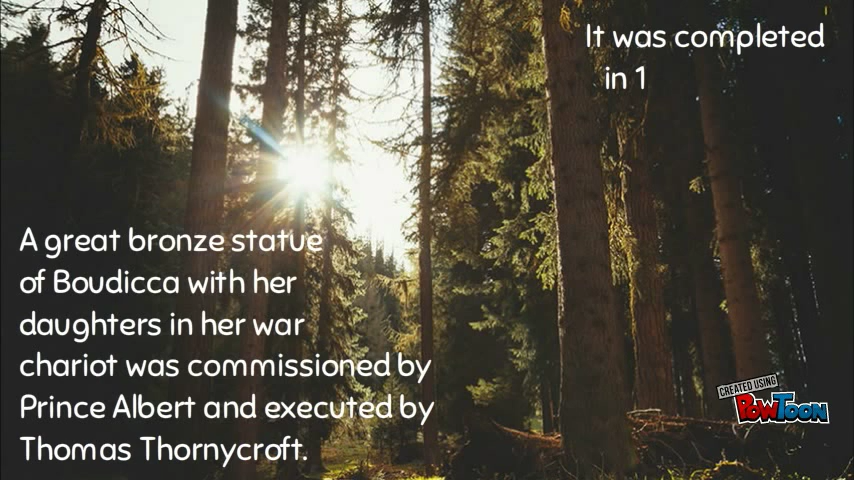 It was completed
in 1
A great bronze statue
of Boudicca with her
daughters in her war
chariot was commissioned by
Prince Albert and executed by
Thomas Thornycroft.
CREATED USING
POWTOON